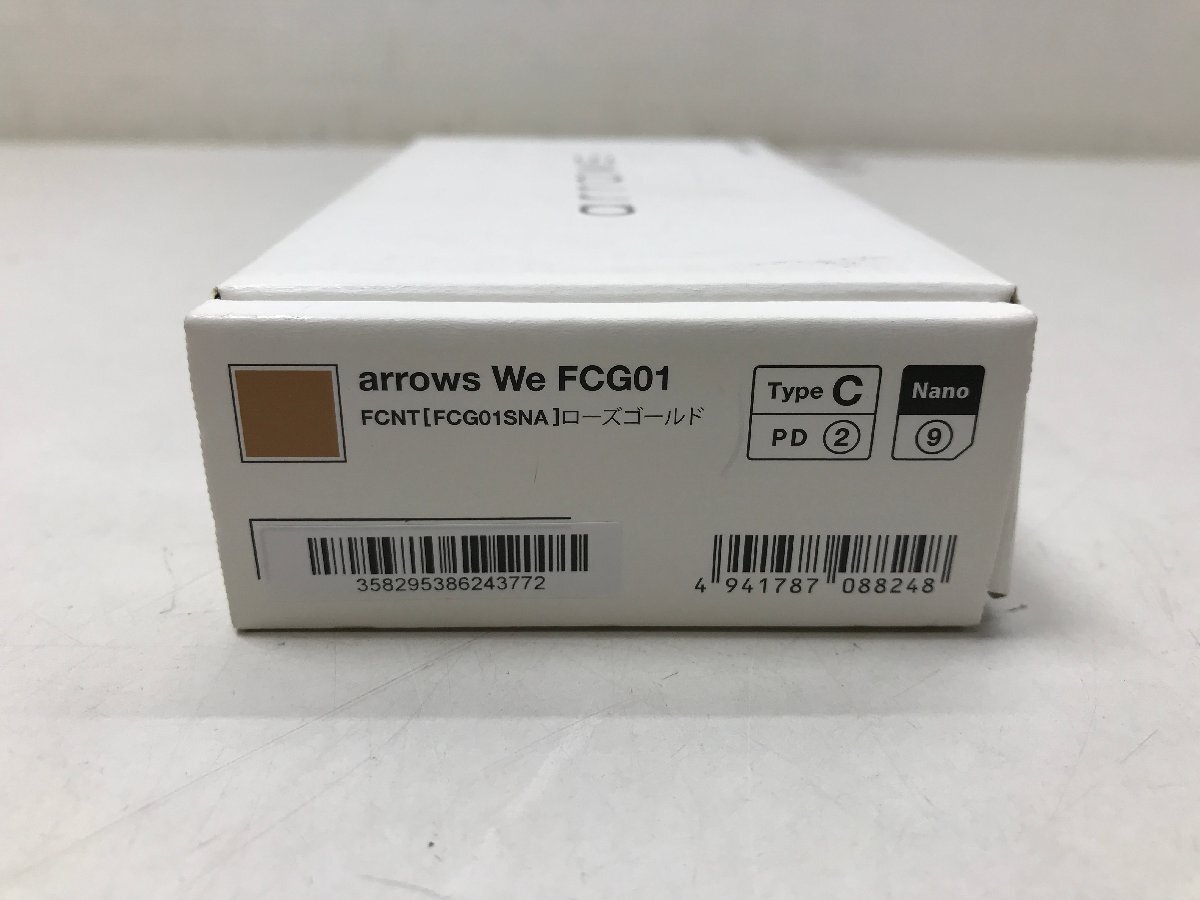 arrows
arrows We FCG01
FCNT[FCG01SNA]ローズゴールド
Type C
PD ②
Nano
⑨
358295386243772
4 941787 088248